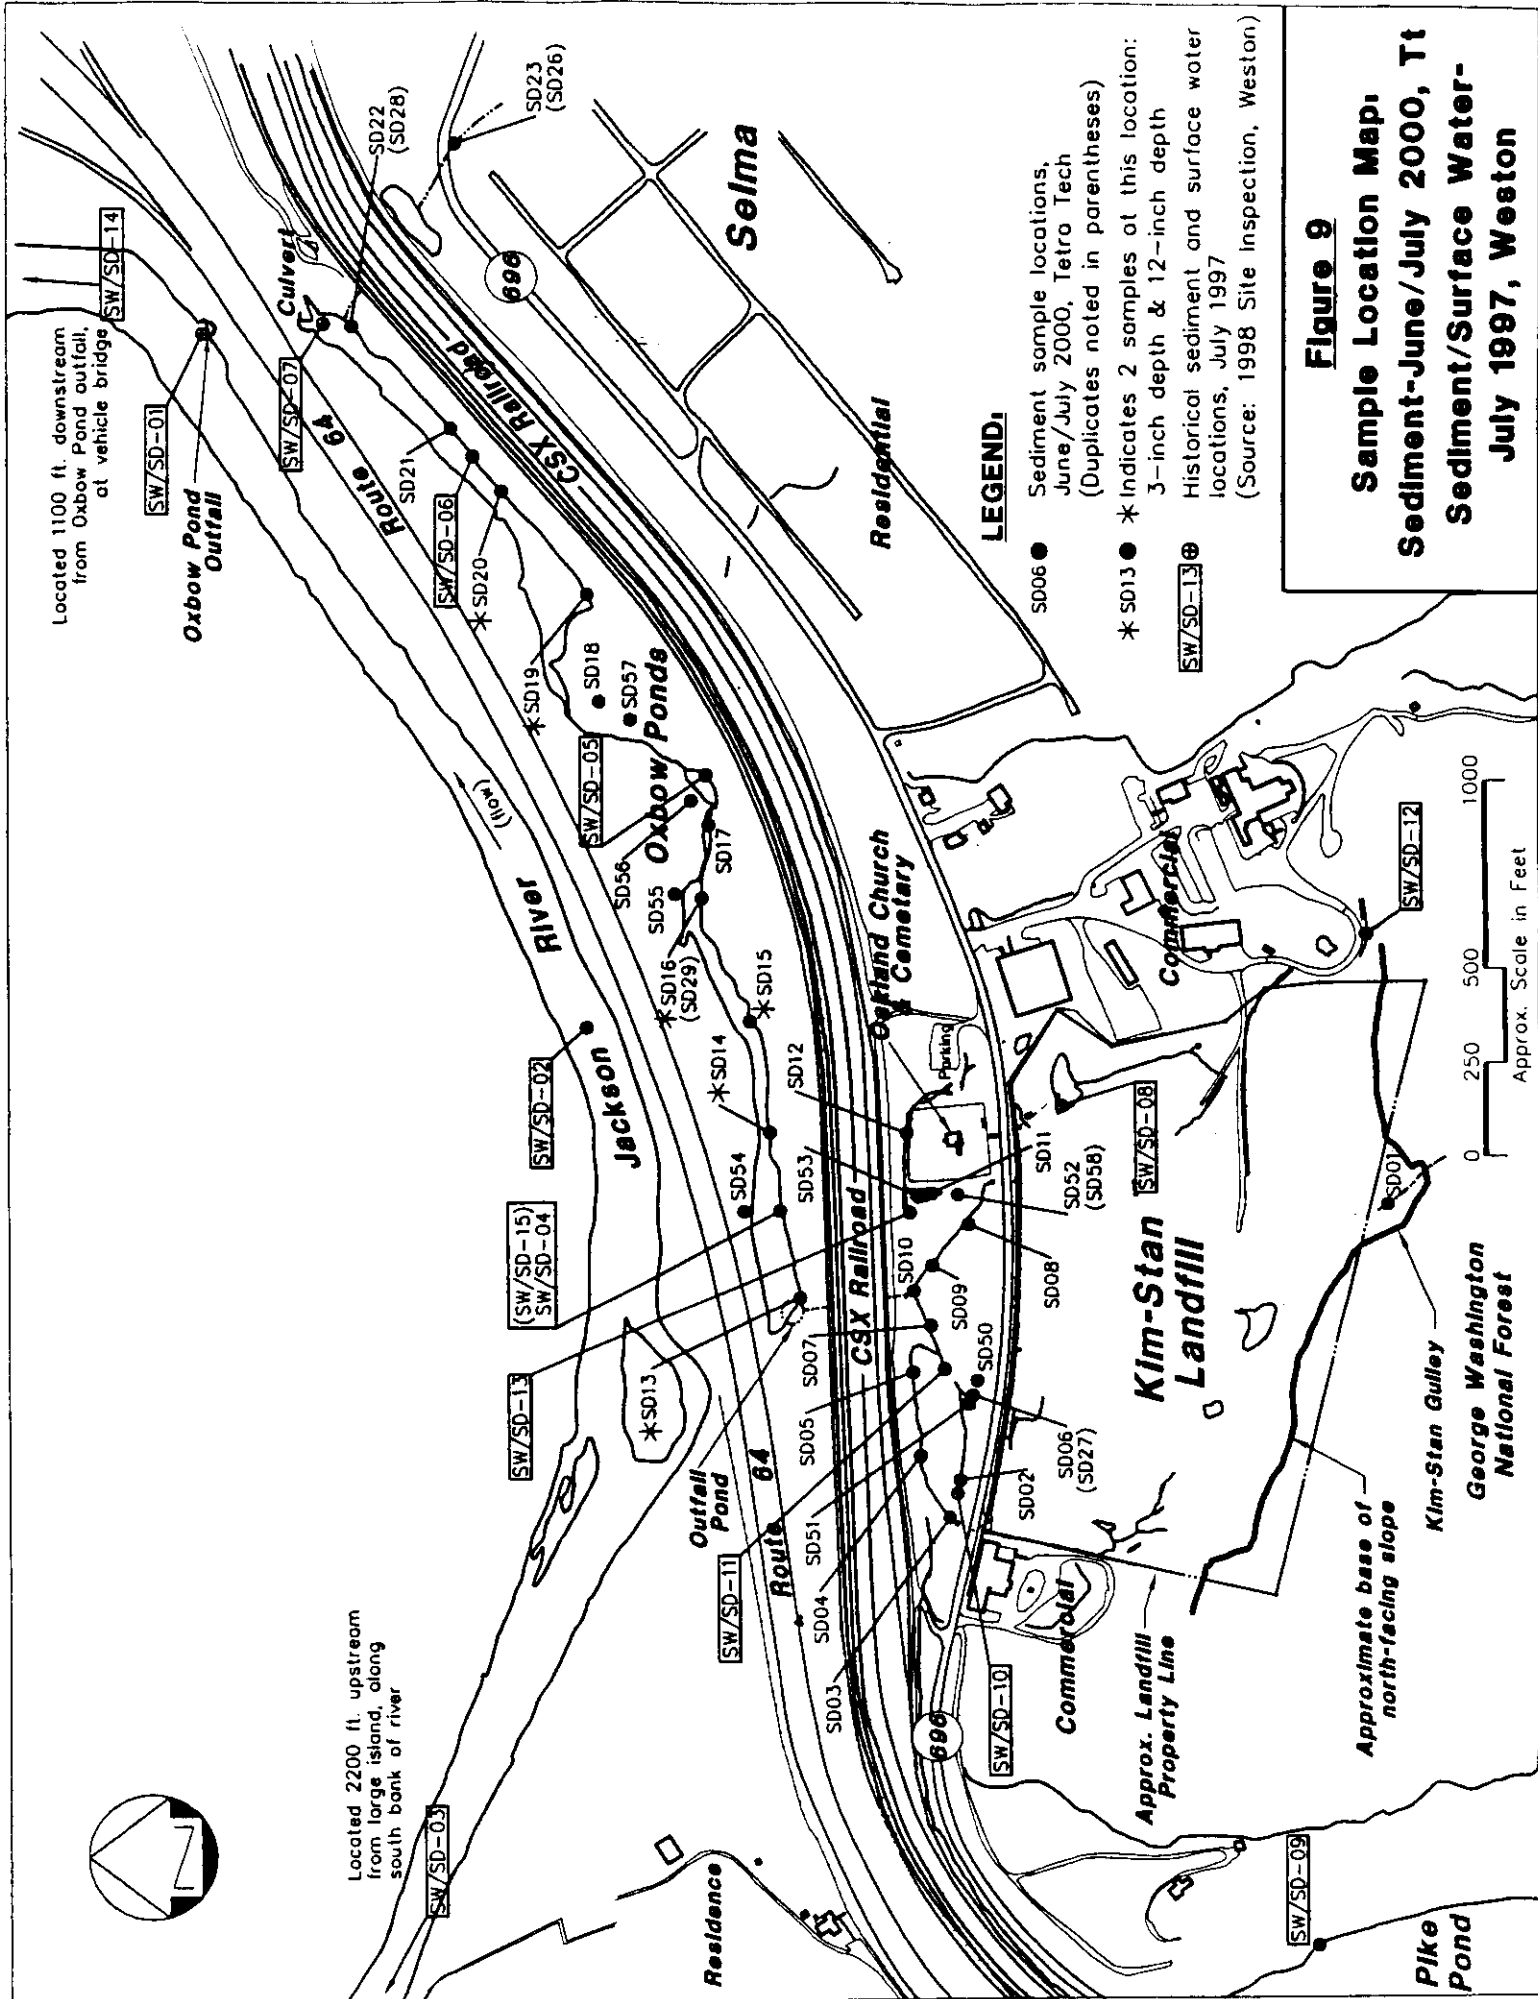 Located 1100 ft. downstream
from Oxbow Pond outfall,
at vehicle bridge
SW/SD-14
SW/SD-01
Oxbow Pond
Outfall
Culvert
SW/SD-07
SD22
(SD28)
SD23
(SD26)
Route 64
SD21
SW/SD-06
*SD20
*SD19
SD18
SD57
CSX Railroad
696
Selma
Residential
(flow)
SW/SD-05
Oxbow Ponds
SD56
SD55
SD17
River
*SD16
(SD29)
*SD15
*SD14
SW/SD-02
Jackson
SD54
SD53
SD12
(SW/SD-15)
SW/SD-04
SW/SD-13
*SD13
Outfall
Pond
Route 64
SW/SD-11
CSX Railroad
Oakland Church
& Cemetary
Parking
SD11
SD52
(SD58)
SW/SD-08
SD10
SD09
SD08
SD07
SD05
SD50
SD06
(SD27)
SD51
SD04
SD02
SD03
SW/SD-10
696
Commercial
Commercial
SW/SD-12
Kim-Stan
Landfill
SD01
Kim-Stan Gulley
George Washington
National Forest
Approximate base of
north-facing slope
Approx. Landfill
Property Line
Located 2200 ft. upstream
from large island, along
south bank of river
SW/SD-03
N
Residence
SW/SD-09
Pike
Pond
0 250 500 1000
Approx. Scale in Feet
LEGEND:
SD06 Sediment sample locations,
June/July 2000, Tetra Tech
(Duplicates noted in parentheses)
*SD13 * Indicates 2 samples at this location:
3-inch depth & 12-inch depth
SW/SD-13 Historical sediment and surface water
locations, July 1997
(Source: 1998 Site Inspection, Weston)
Figure 9
Sample Location Map:
Sediment-June/July 2000, Tt
Sediment/Surface Water-
July 1997, Weston